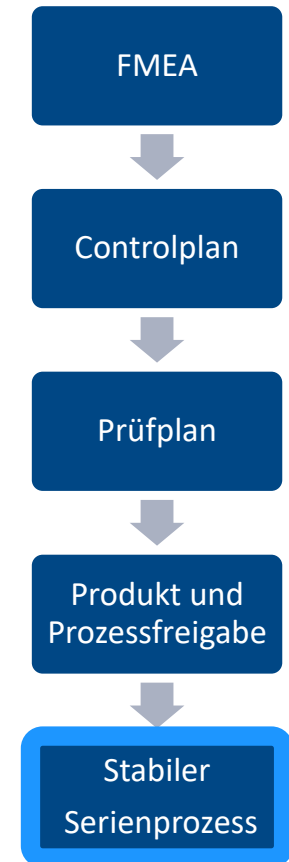 FMEA
Controlplan
Prüfplan
Produkt und
Prozessfreigabe
Stabiler
Serienprozess